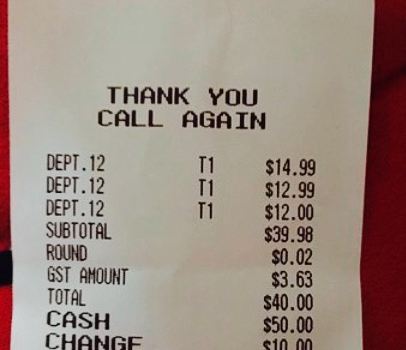 THANK YOU
CALL AGAIN
DEPT.12 T1 $14.99
DEPT.12 T1 $12.99
DEPT.12 T1 $12.00
SUBTOTAL $39.98
ROUND $0.02
GST AMOUNT $3.63
TOTAL $40.00
CASH $50.00
CHANGE $10.00